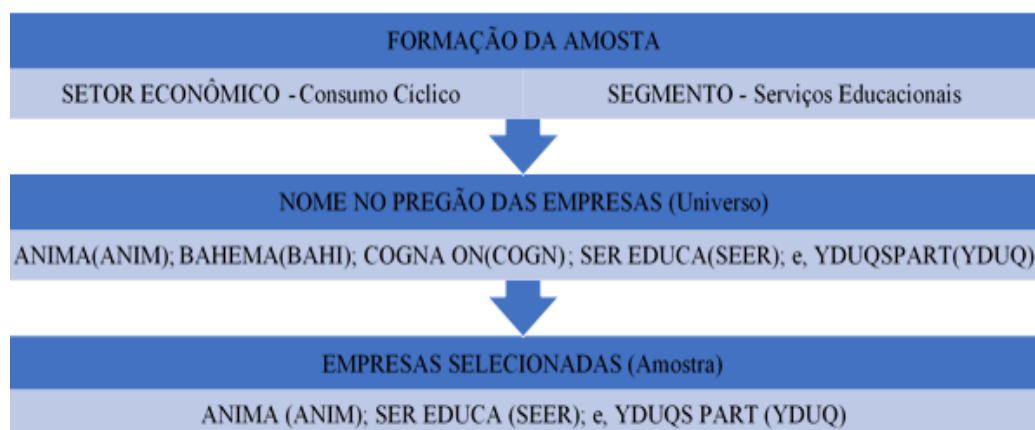 FORMAÇÃO DA AMOSTA
SETOR ECONÔMICO - Consumo Cíclico
SEGMENTO - Serviços Educacionais
NOME NO PREGÃO DAS EMPRESAS (Universo)
ANIMA(ANIM); BAHEMA(BAHI); COGNA ON(COGN); SER EDUCA(SEER); e, YDUQSPART(YDUQ)
EMPRESAS SELECIONADAS (Amostra)
ANIMA (ANIM); SER EDUCA (SEER); e, YDUQS PART (YDUQ)